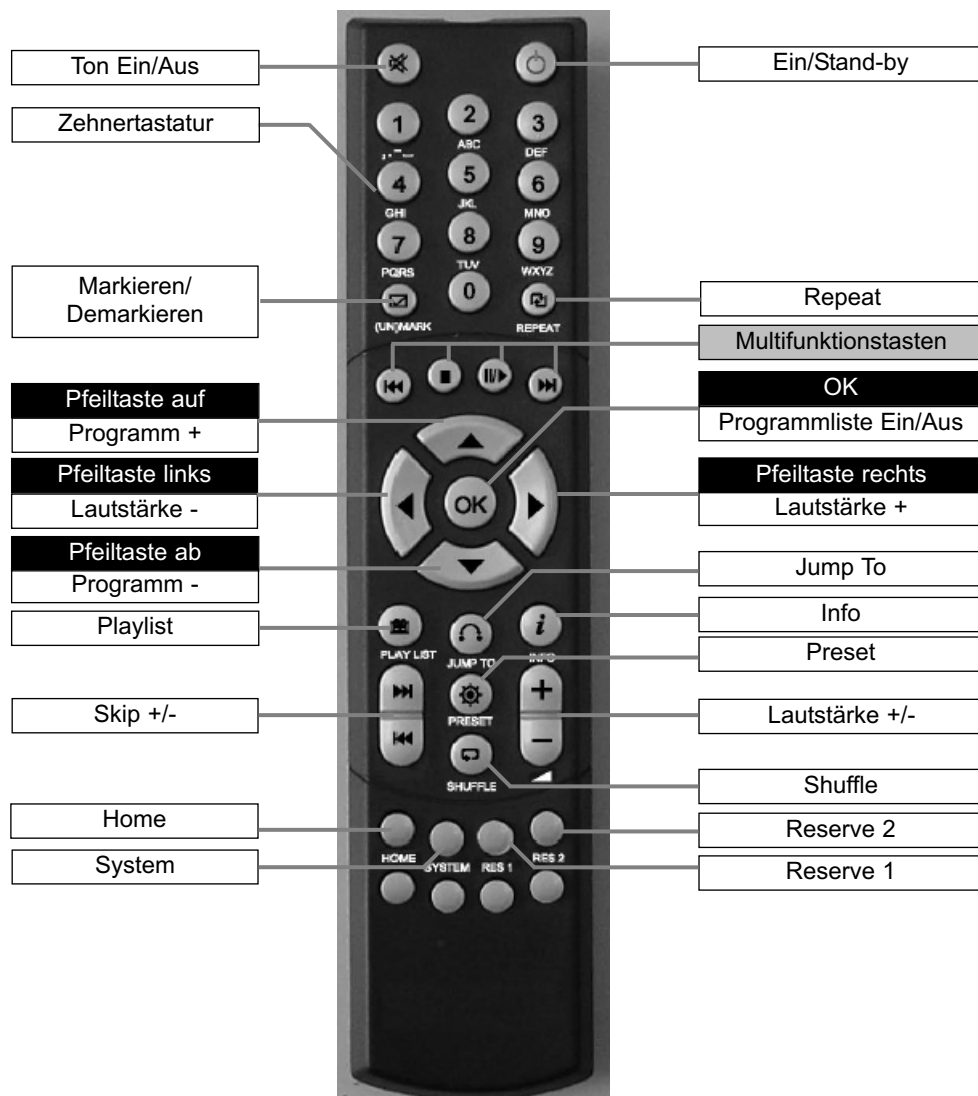 Ton Ein/Aus
Ein/Stand-by
Zehnertastatur
1
2
3
ABC
DEF
4
5
6
GHI
JKL
MNO
7
8
9
PQRS
TUV
WXYZ
0
Markieren/
Demarkieren
(UN)MARK
REPEAT
Repeat
Multifunktionstasten
Pfeiltaste auf
Programm +
OK
Programmliste Ein/Aus
Pfeiltaste links
Lautstärke -
OK
Pfeiltaste rechts
Lautstärke +
Pfeiltaste ab
Programm -
Jump To
Playlist
Info
i
PLAY LIST
JUMP TO
INFO
Preset
Skip +/-
PRESET
+
−
Lautstärke +/-
SHUFFLE
Shuffle
Home
Reserve 2
System
Reserve 1
HOME
SYSTEM
RES 1
RES 2